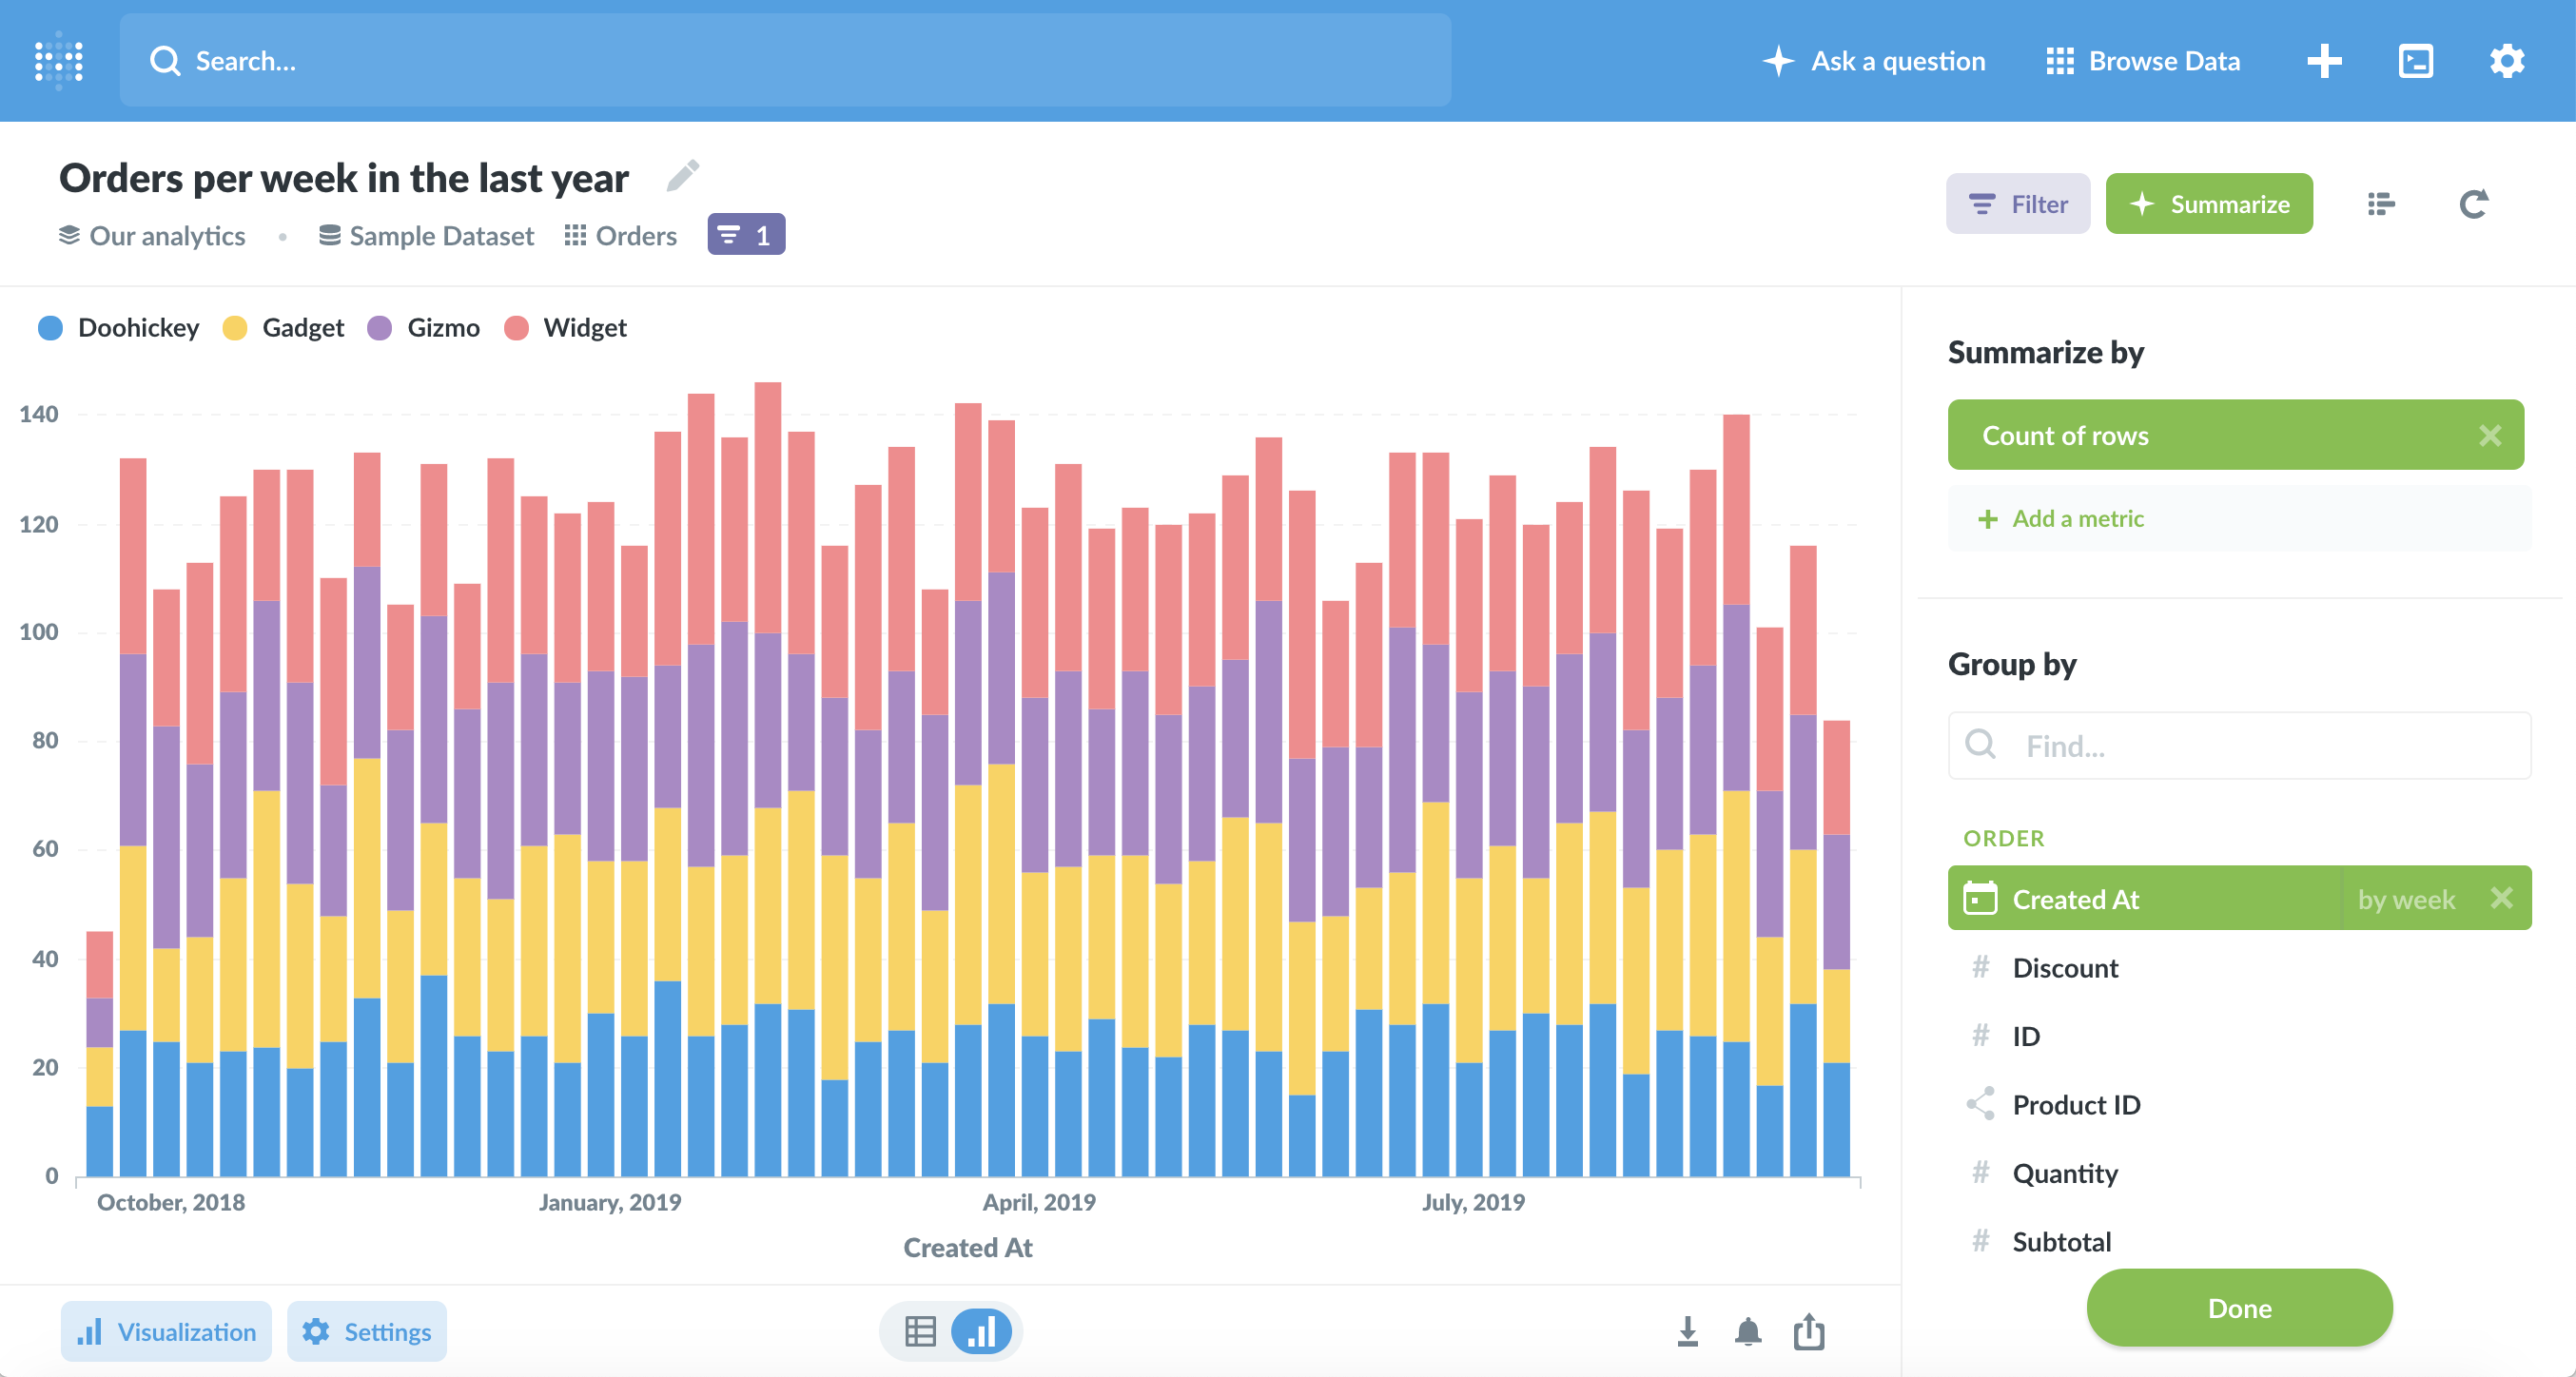 Search...
Ask a question
Browse Data
Orders per week in the last year
Our analytics • Sample Dataset Orders 1
Filter
Summarize
Doohickey Gadget Gizmo Widget
140
120
100
80
60
40
20
0
October, 2018 January, 2019 April, 2019 July, 2019
Created At
Visualization
Settings
Summarize by
Count of rows
+ Add a metric
Group by
Find...
ORDER
Created At by week
# Discount
# ID
Product ID
# Quantity
# Subtotal
Done